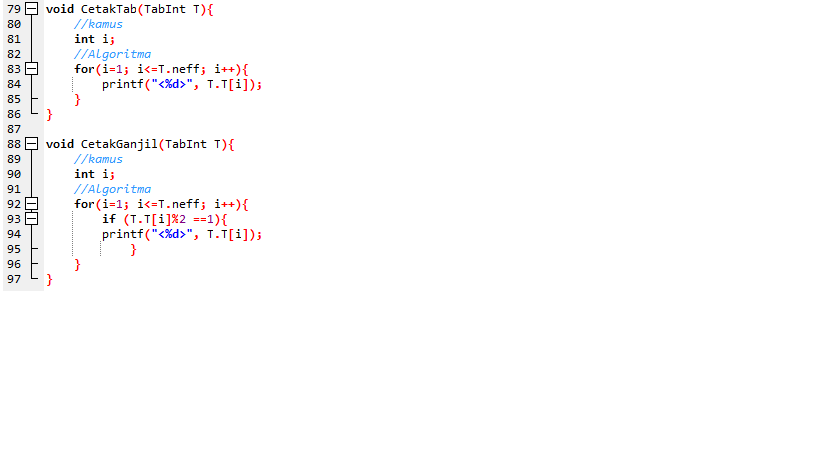 79 void CetakTab(TabInt T){
80 //kamus
81 int i;
82 //Algoritma
83 for(i=1; i<=T.neff; i++){
84 printf("<%d>", T.T[i]);
85 }
86 }
87
88 void CetakGanjil(TabInt T){
89 //kamus
90 int i;
91 //Algoritma
92 for(i=1; i<=T.neff; i++){
93 if (T.T[i]%2 ==1){
94 printf("<%d>", T.T[i]);
95 }
96 }
97 }